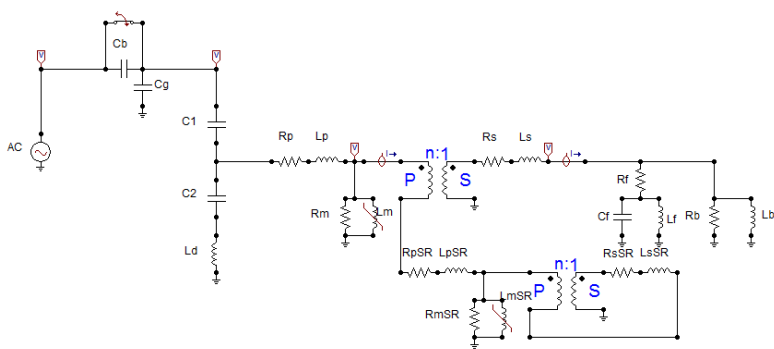 Cb
V
V
Cg
C1
AC
Rp
Lp
V
I→
n:1
P
S
Rs
Ls
V
I→
C2
Rm
Lm
Rf
Cf
Lf
Rb
Lb
Ld
RpSR
LpSR
n:1
RsSR
LsSR
P
S
LmSR
RmSR